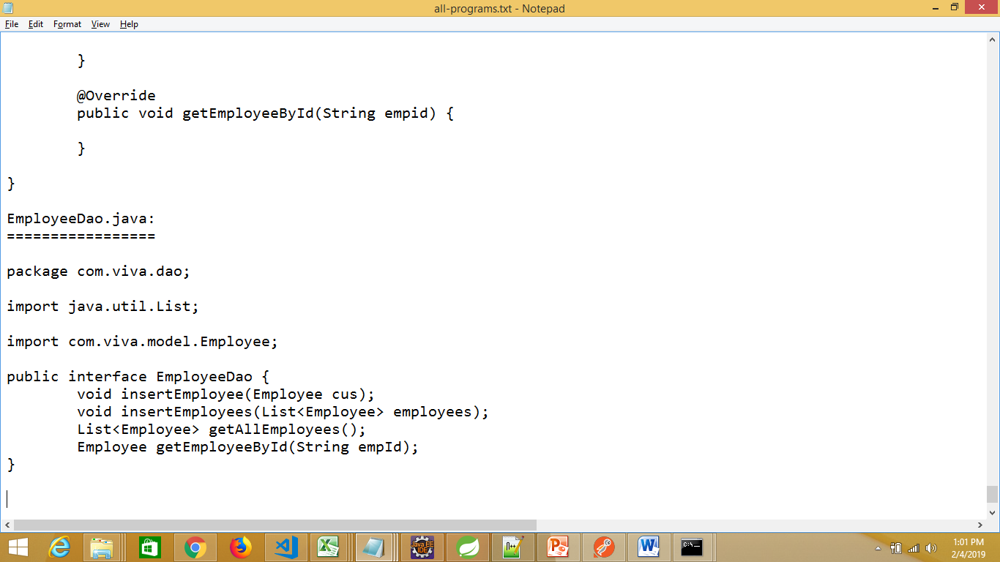 all-programs.txt - Notepad
File Edit Format View Help
}
@Override
public void getEmployeeById(String empid) {
}
}
EmployeeDao.java:
=================
package com.viva.dao;
import java.util.List;
import com.viva.model.Employee;
public interface EmployeeDao {
void insertEmployee(Employee cus);
void insertEmployees(List<Employee> employees);
List<Employee> getAllEmployees();
Employee getEmployeeById(String empId);
}
Java EE
IDE
C:\
1:01 PM
2/4/2019